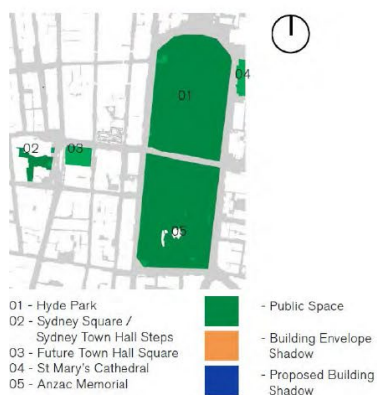 04
01
02
03
05
01 - Hyde Park
02 - Sydney Square /
Sydney Town Hall Steps
03 - Future Town Hall Square
04 - St Mary's Cathedral
05 - Anzac Memorial
- Public Space
- Building Envelope
Shadow
- Proposed Building
Shadow